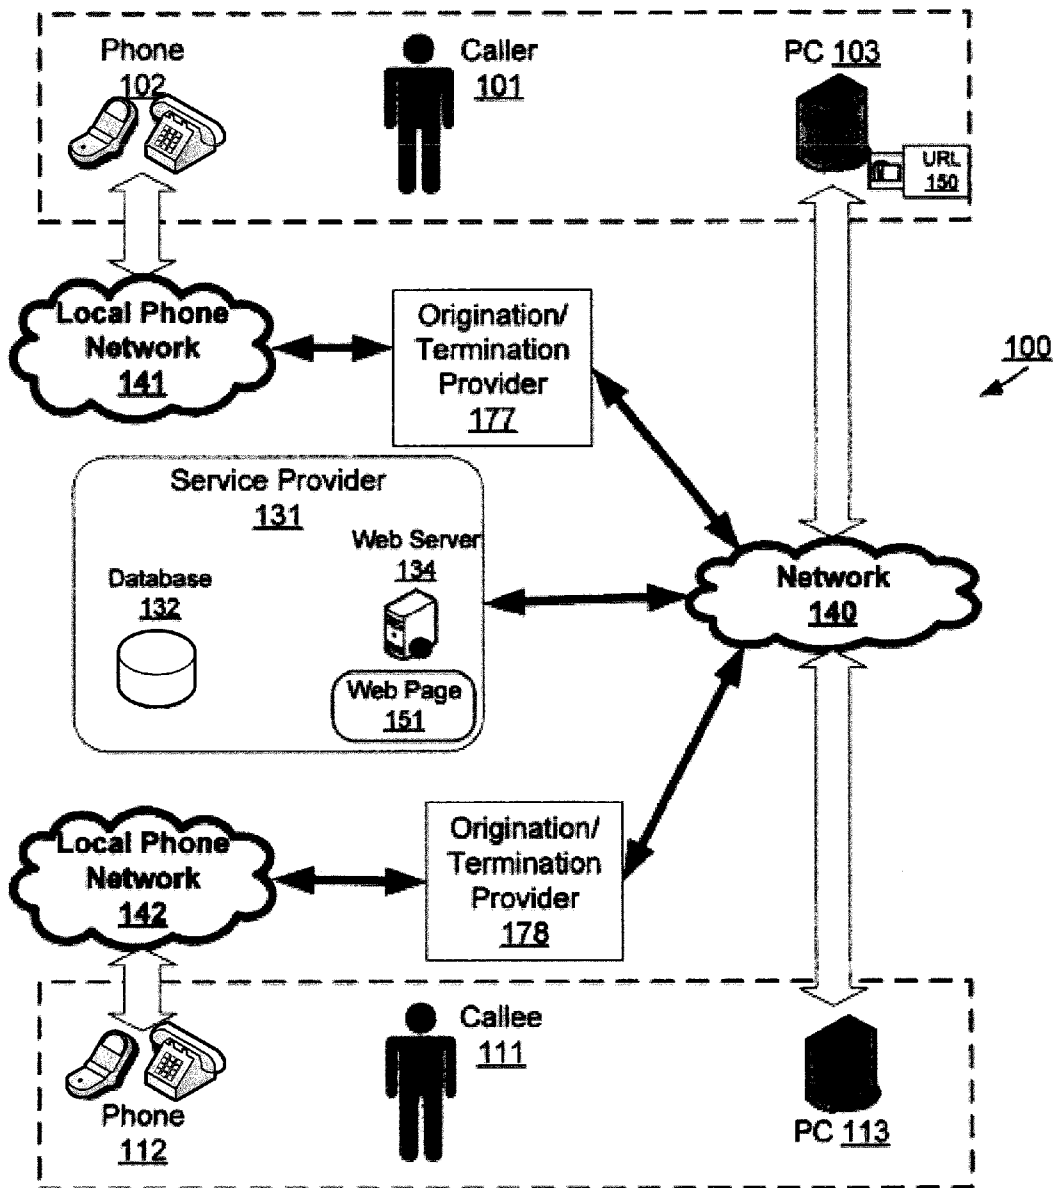 Phone
102
Caller
101
PC 103
URL
150
Local Phone
Network
141
Origination/
Termination
Provider
177
100
Service Provider
131
Web Server
134
Database
132
Web Page
151
Network
140
Local Phone
Network
142
Origination/
Termination
Provider
178
Callee
111
Phone
112
PC 113